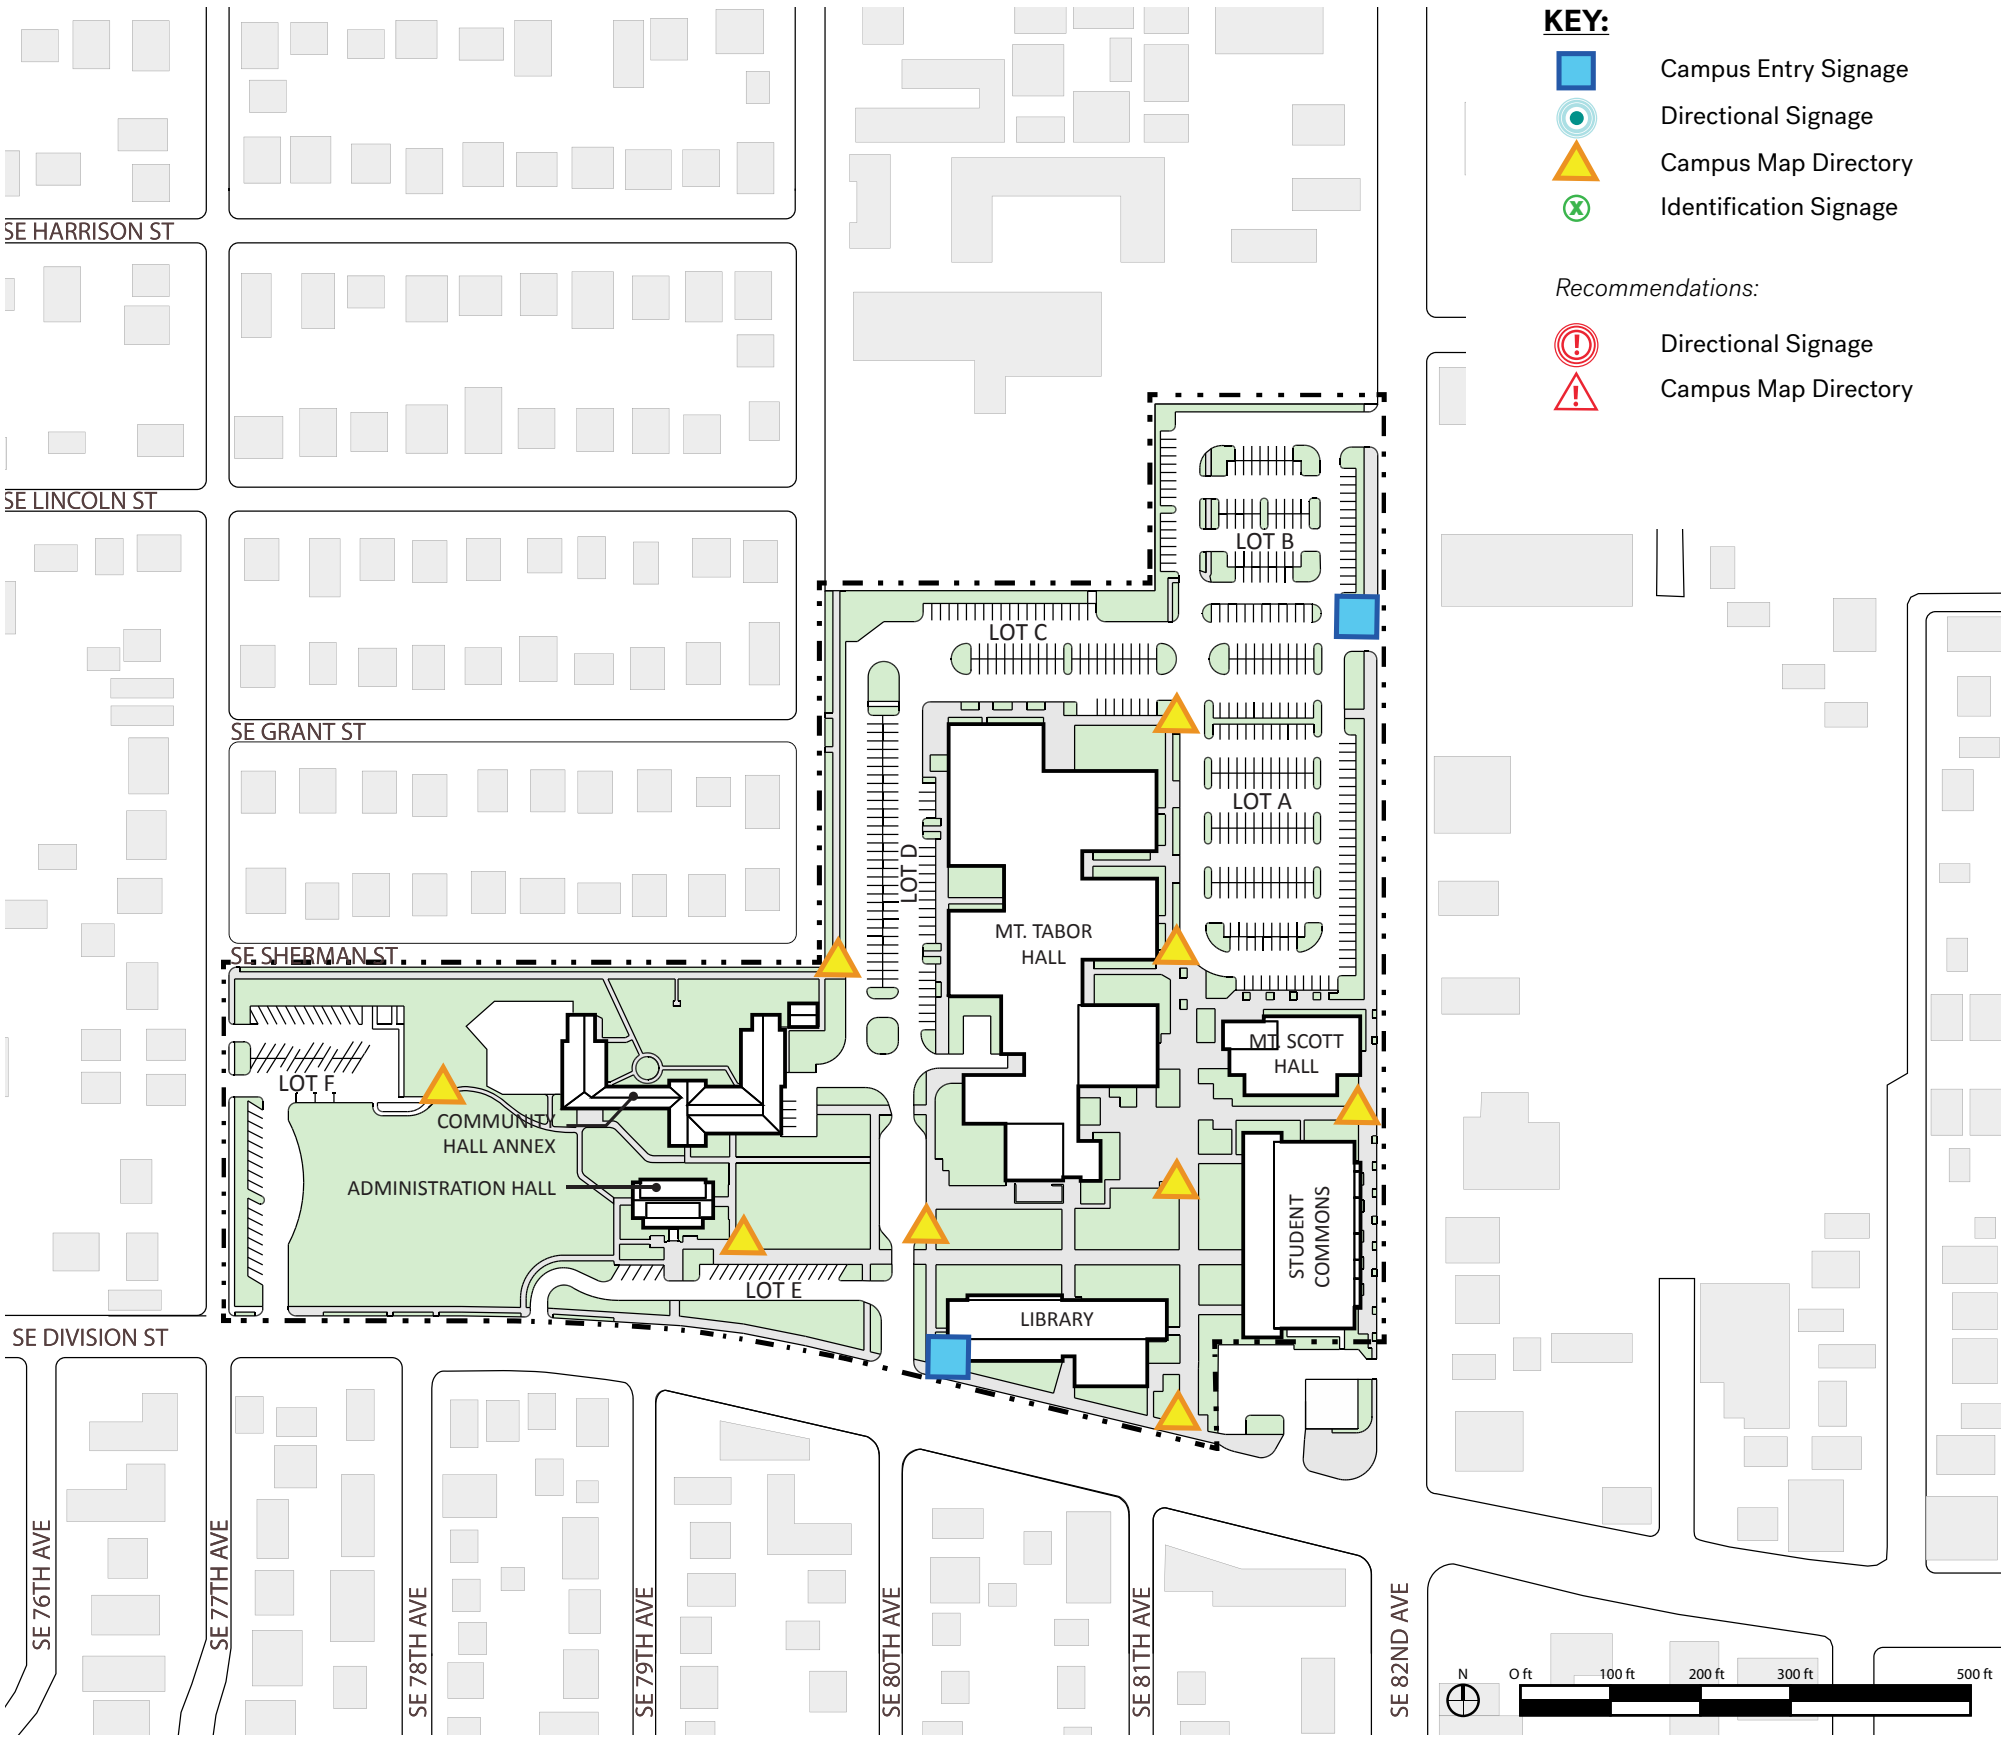 KEY:
Campus Entry Signage
Directional Signage
Campus Map Directory
X
Identification Signage
Recommendations:
!
Directional Signage
!
Campus Map Directory
SE HARRISON ST
SE LINCOLN ST
SE GRANT ST
SE SHERMAN ST
SE DIVISION ST
LOT B
LOT C
LOT A
LOT D
MT. TABOR
HALL
MT. SCOTT
HALL
LOT F
COMMUNITY
HALL ANNEX
ADMINISTRATION HALL
STUDENT
COMMONS
LOT E
LIBRARY
SE 76TH AVE
SE 77TH AVE
SE 78TH AVE
SE 79TH AVE
SE 80TH AVE
SE 81TH AVE
SE 82ND AVE
N
O ft
100 ft
200 ft
300 ft
500 ft